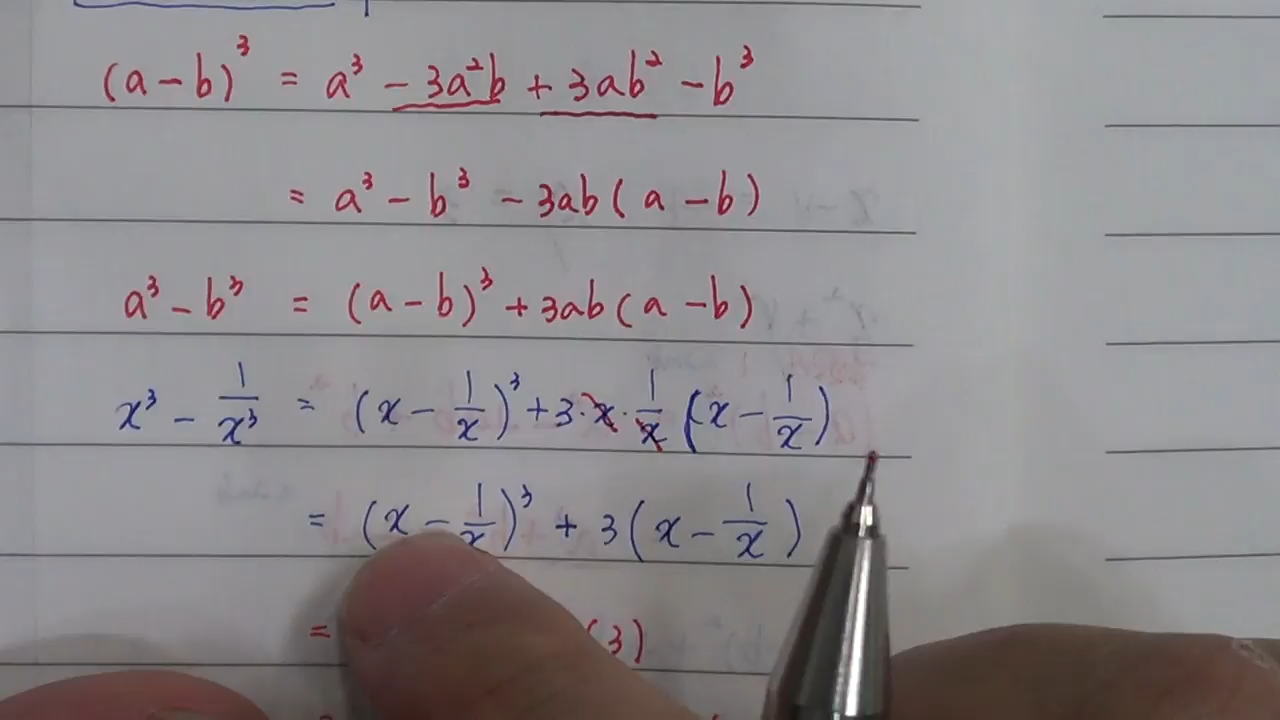 (a-b)³ = a³ - 3a²b + 3ab² - b³
= a³ - b³ - 3ab(a-b)
a³ - b³ = (a-b)³ + 3ab(a-b)
x³ - 1/x³ = (x - 1/x)³ + 3·x·1/x (x - 1/x)
= (x - 1/x)³ + 3(x - 1/x)
= (3)